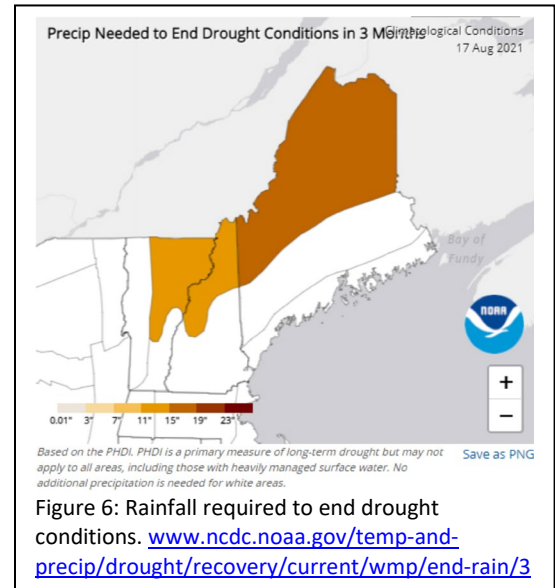 Precip Needed to End Drought Conditions in 3 Months
Climatological Conditions
17 Aug 2021
Bay of
Fundy
NOAA
+
−
0.01" 3" 7" 11" 15" 19" 23"
Based on the PHDI. PHDI is a primary measure of long-term drought but may not
apply to all areas, including those with heavily managed surface water. No
additional precipitation is needed for white areas.
Save as PNG
Figure 6: Rainfall required to end drought
conditions. www.ncdc.noaa.gov/temp-and-
precip/drought/recovery/current/wmp/end-rain/3